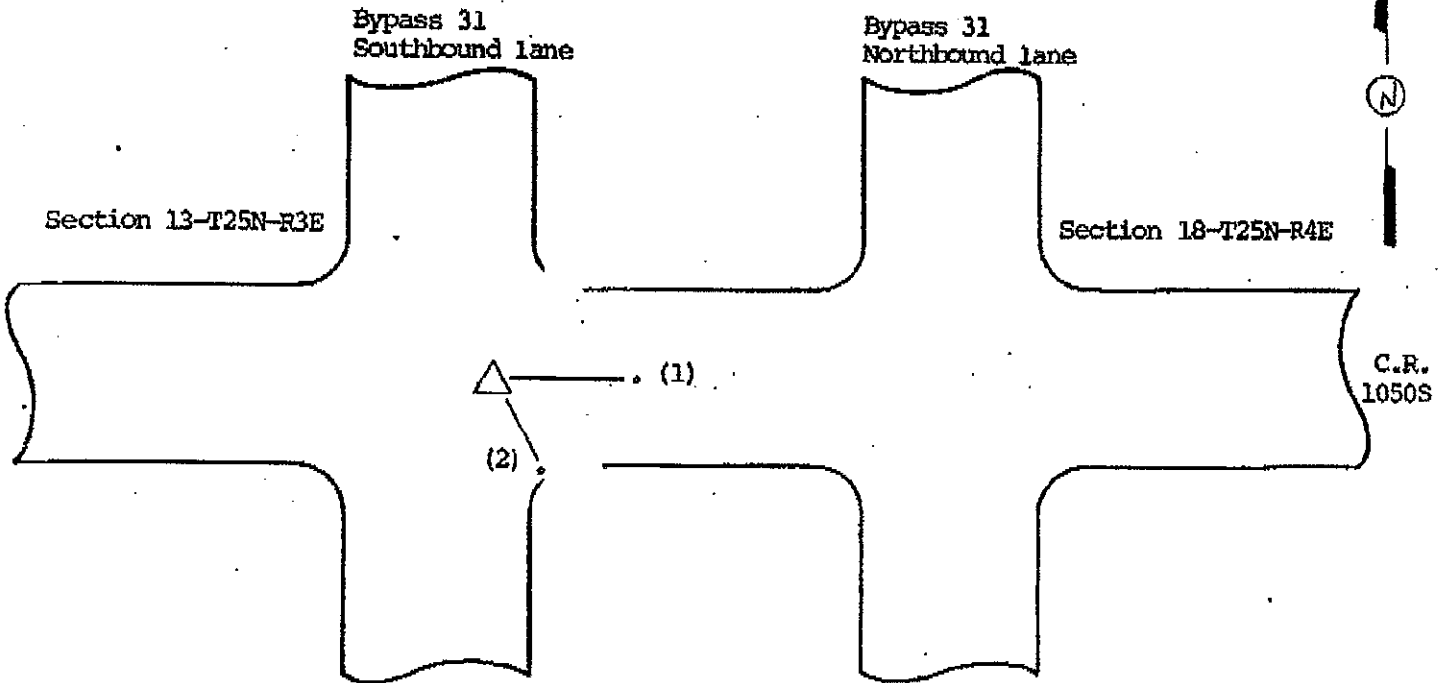 Bypass 31
Southbound lane
Bypass 31
Northbound lane
N
Section 13-T25N-R3E
Section 18-T25N-R4E
(1)
C.R.
1050S
(2)